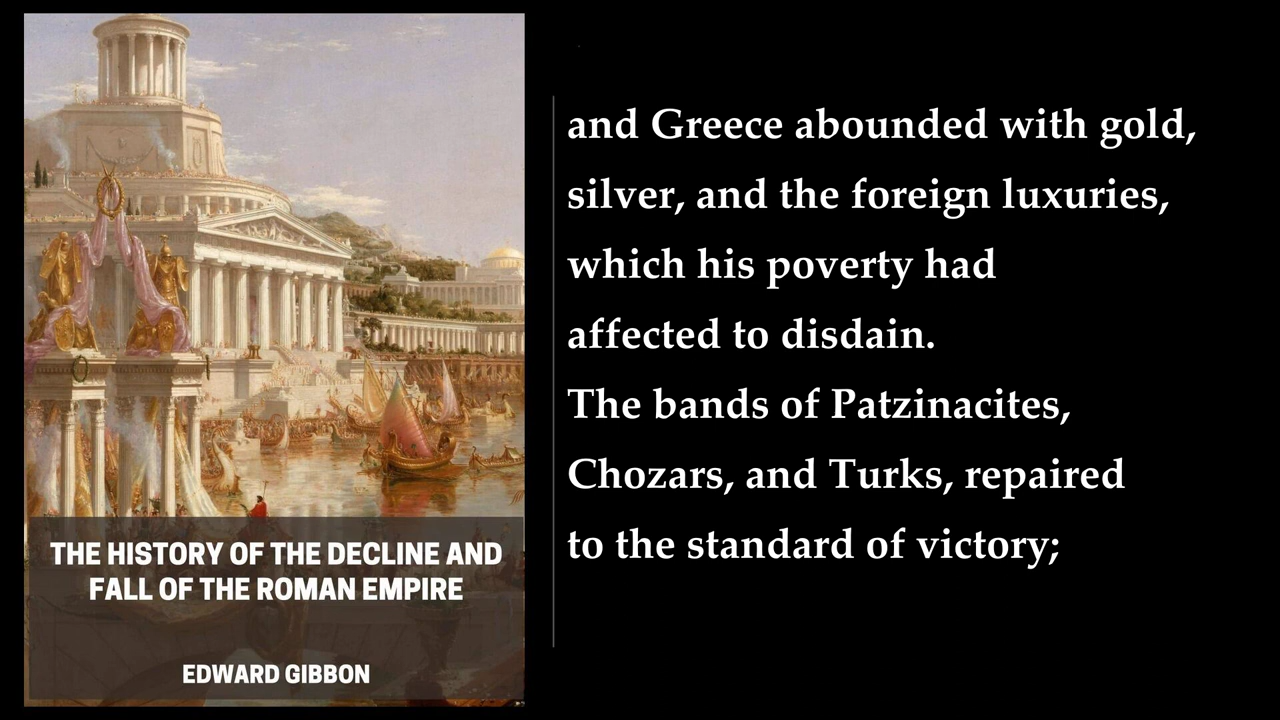 THE HISTORY OF THE DECLINE AND
FALL OF THE ROMAN EMPIRE
EDWARD GIBBON
and Greece abounded with gold,
silver, and the foreign luxuries,
which his poverty had
affected to disdain.
The bands of Patzinacites,
Chozars, and Turks, repaired
to the standard of victory;